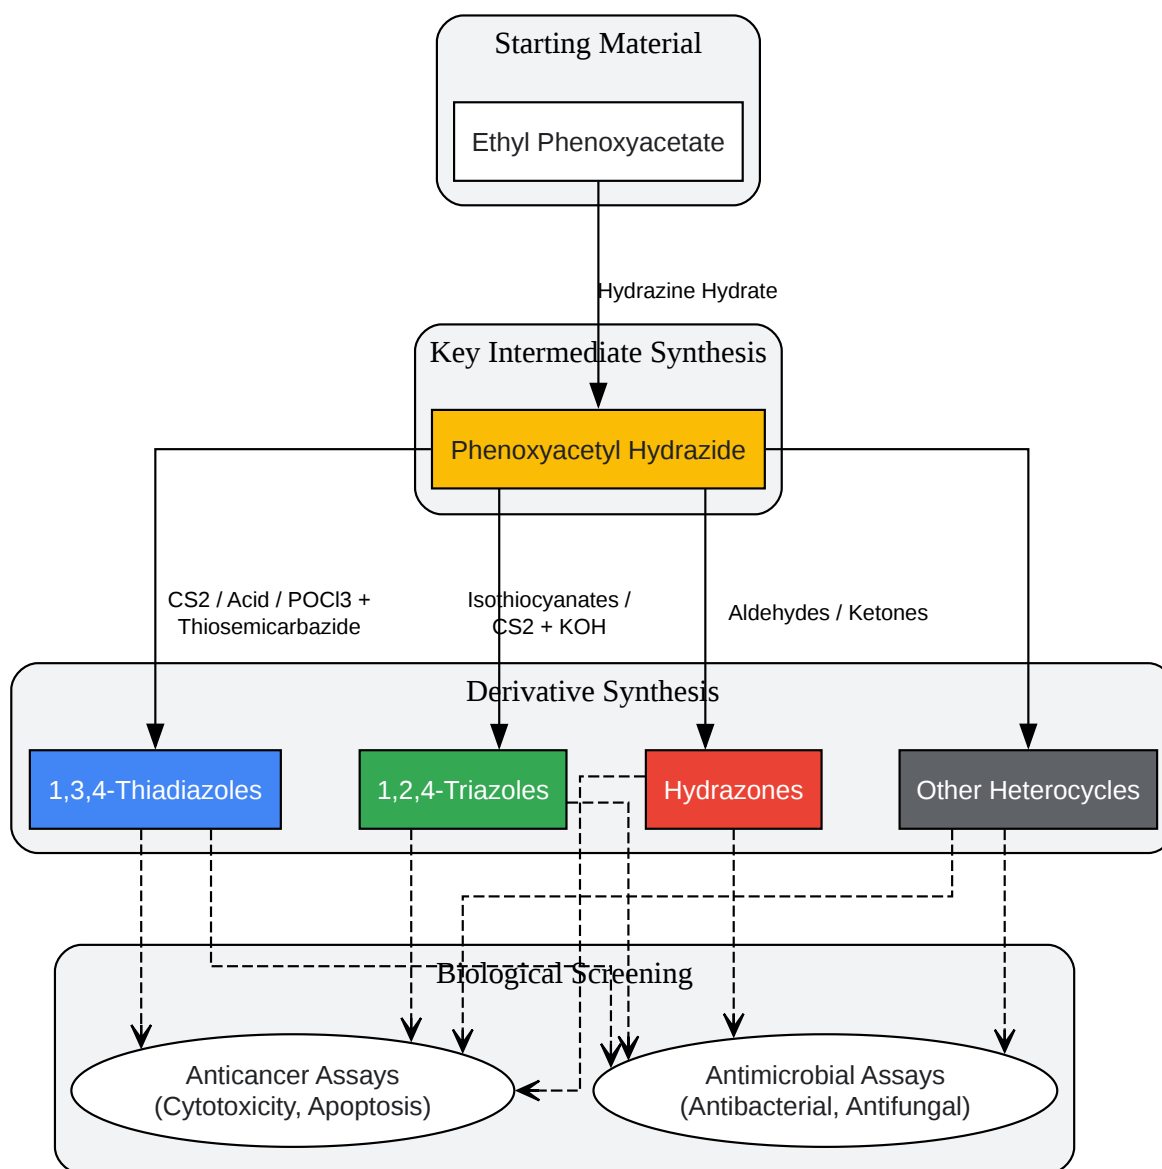 Starting Material
Ethyl Phenoxyacetate
Hydrazine Hydrate
Key Intermediate Synthesis
Phenoxyacetyl Hydrazide
CS2 / Acid / POCl3 +
Thiosemicarbazide
Isothiocyanates /
CS2 + KOH
Aldehydes / Ketones
Derivative Synthesis
1,3,4-Thiadiazoles
1,2,4-Triazoles
Hydrazones
Other Heterocycles
Biological Screening
Anticancer Assays
(Cytotoxicity, Apoptosis)
Antimicrobial Assays
(Antibacterial, Antifungal)